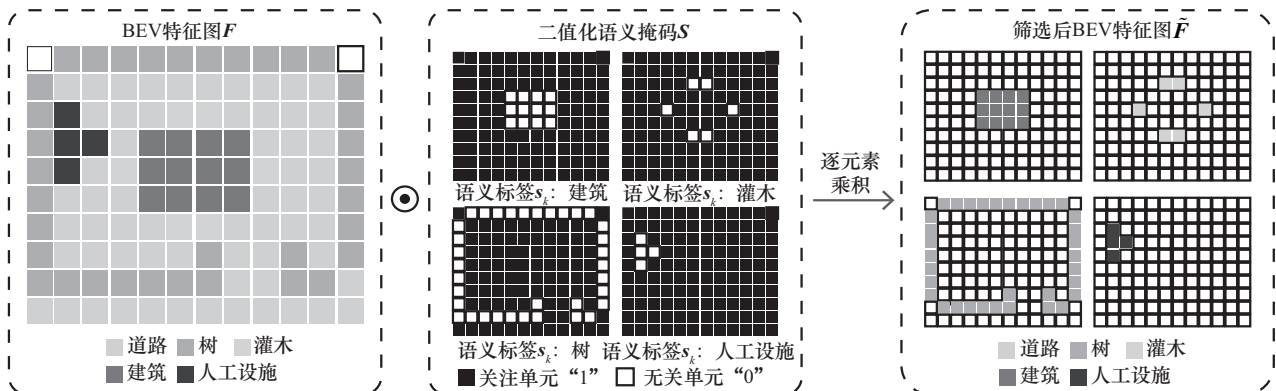 BEV特征图F
道路 树 灌木
建筑 人工设施
⊙
二值化语义掩码S
语义标签sₖ：建筑 语义标签sₖ：灌木
语义标签sₖ：树 语义标签sₖ：人工设施
关注单元“1” 无关单元“0”
逐元素
乘积
筛选后BEV特征图F̃
道路 树 灌木
建筑 人工设施